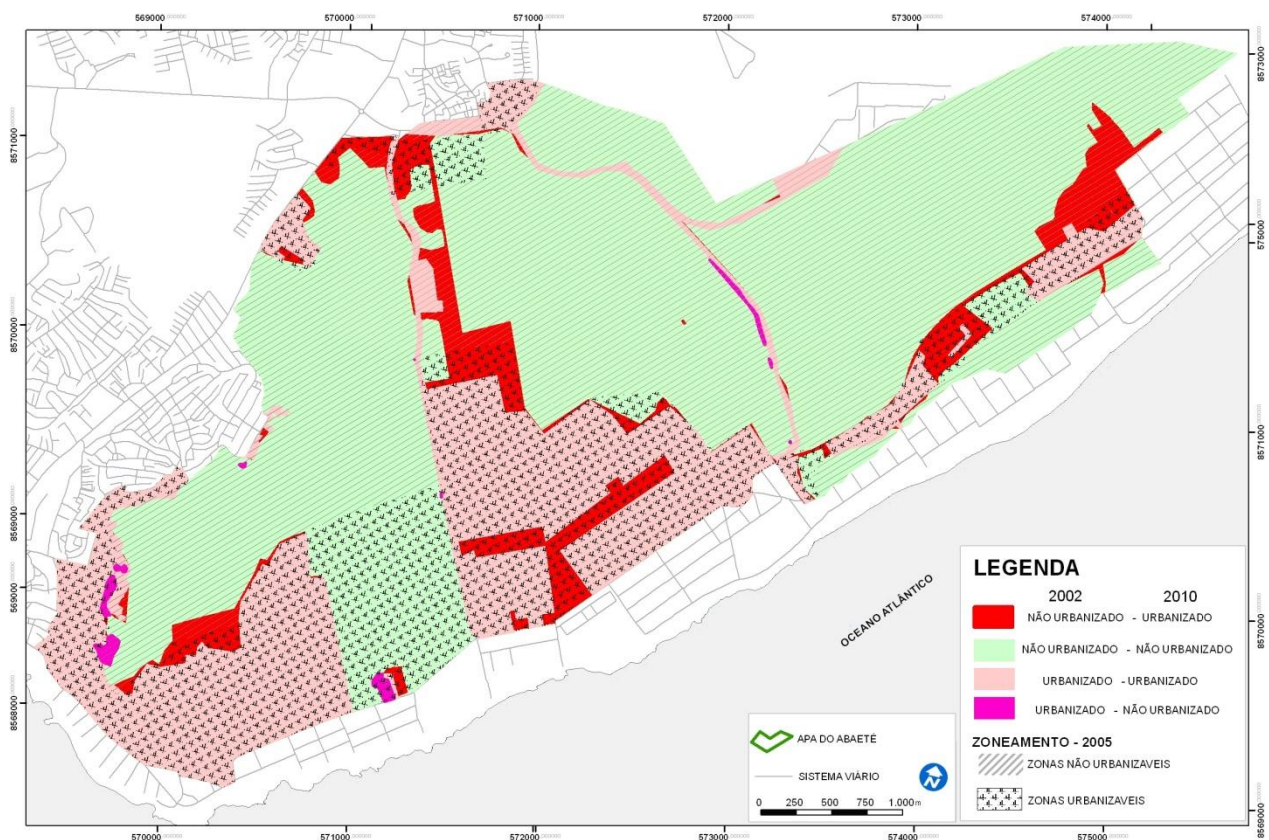 569000 570000 571000 572000 573000 574000
8573000
8571000
575000
8570000
8571000
8569000
569000
8570000
8568000
8569000
OCEANO ATLÂNTICO
LEGENDA
2002 2010
NÃO URBANIZADO - URBANIZADO
NÃO URBANIZADO - NÃO URBANIZADO
URBANIZADO - URBANIZADO
URBANIZADO - NÃO URBANIZADO
ZONEAMENTO - 2005
ZONAS NÃO URBANIZAVEIS
ZONAS URBANIZAVEIS
APA DO ABAETÉ
SISTEMA VIÁRIO
N
0 250 500 750 1.000 m
570000 571000 572000 573000 574000 575000